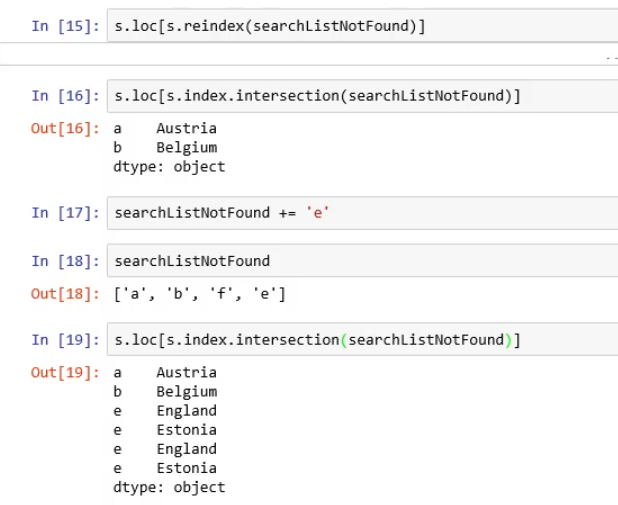 In [15]: s.loc[s.reindex(searchListNotFound)]
In [16]: s.loc[s.index.intersection(searchListNotFound)]
Out[16]: a    Austria
b    Belgium
dtype: object
In [17]: searchListNotFound += 'e'
In [18]: searchListNotFound
Out[18]: ['a', 'b', 'f', 'e']
In [19]: s.loc[s.index.intersection(searchListNotFound)]
Out[19]: a    Austria
b    Belgium
e    England
e    Estonia
e    England
e    Estonia
dtype: object